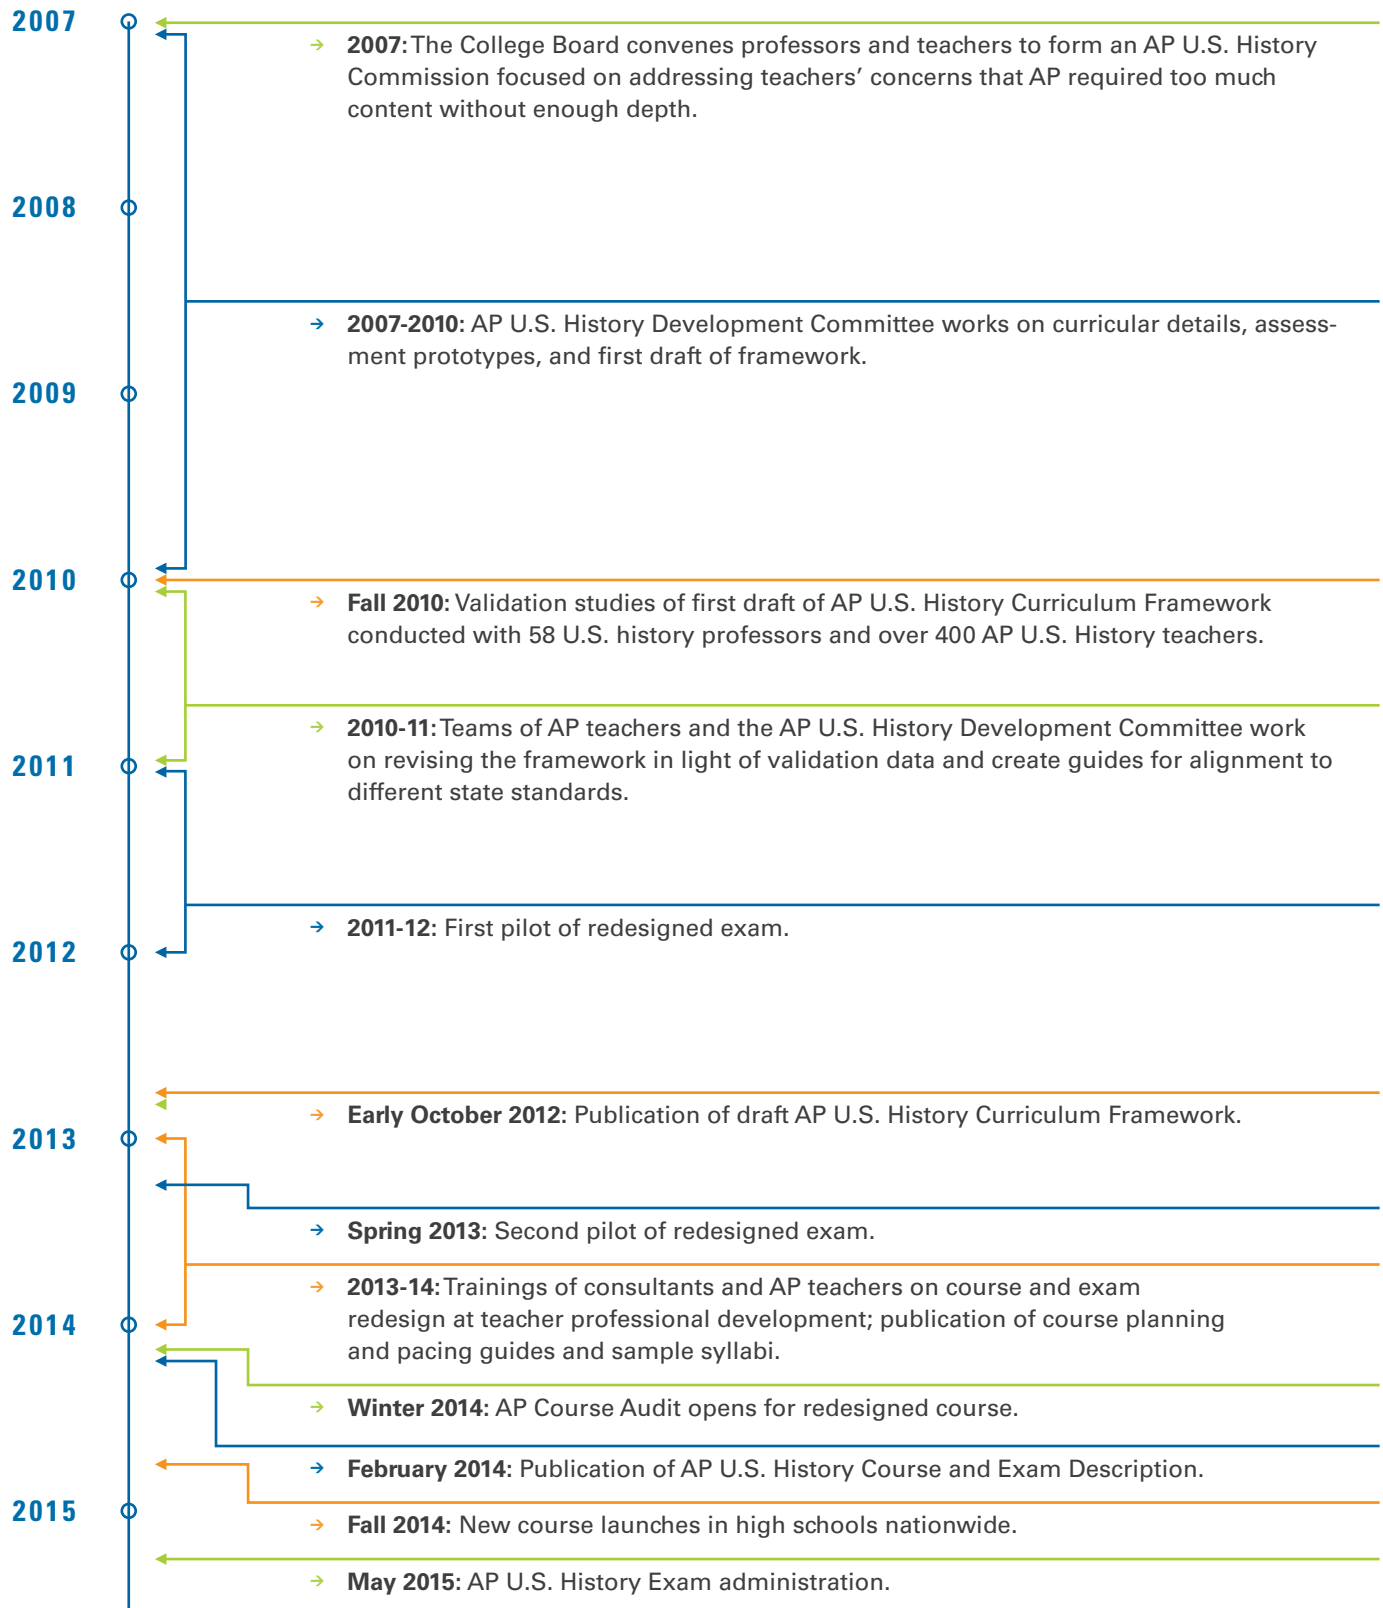 2007
2007: The College Board convenes professors and teachers to form an AP U.S. History
Commission focused on addressing teachers’ concerns that AP required too much
content without enough depth.
2008
2007-2010: AP U.S. History Development Committee works on curricular details, assess-
ment prototypes, and first draft of framework.
2009
2010
Fall 2010: Validation studies of first draft of AP U.S. History Curriculum Framework
conducted with 58 U.S. history professors and over 400 AP U.S. History teachers.
2010-11: Teams of AP teachers and the AP U.S. History Development Committee work
on revising the framework in light of validation data and create guides for alignment to
different state standards.
2011
2011-12: First pilot of redesigned exam.
2012
Early October 2012: Publication of draft AP U.S. History Curriculum Framework.
2013
Spring 2013: Second pilot of redesigned exam.
2013-14: Trainings of consultants and AP teachers on course and exam
redesign at teacher professional development; publication of course planning
and pacing guides and sample syllabi.
2014
Winter 2014: AP Course Audit opens for redesigned course.
February 2014: Publication of AP U.S. History Course and Exam Description.
2015
Fall 2014: New course launches in high schools nationwide.
May 2015: AP U.S. History Exam administration.